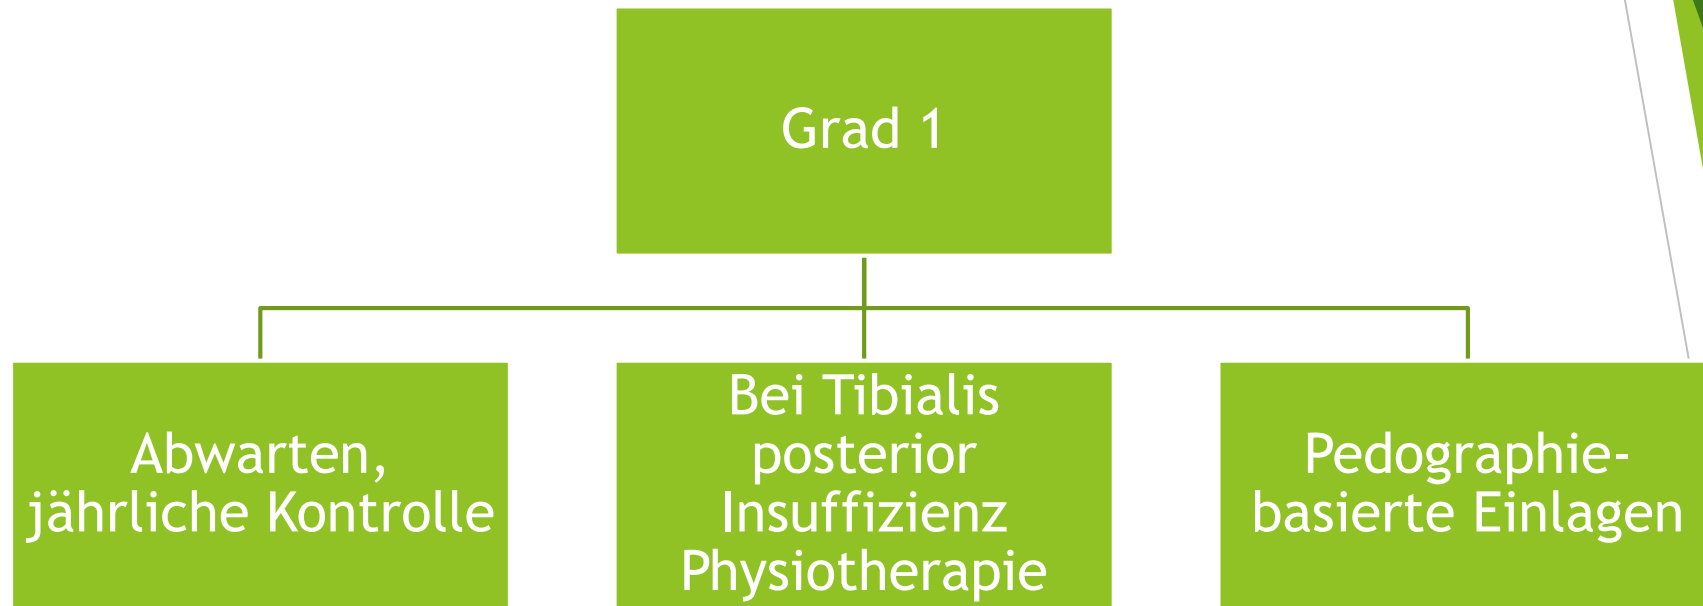 Grad 1
Abwarten,
jährliche Kontrolle
Bei Tibialis
posterior
Insuffizienz
Physiotherapie
Pedographie-
basierte Einlagen